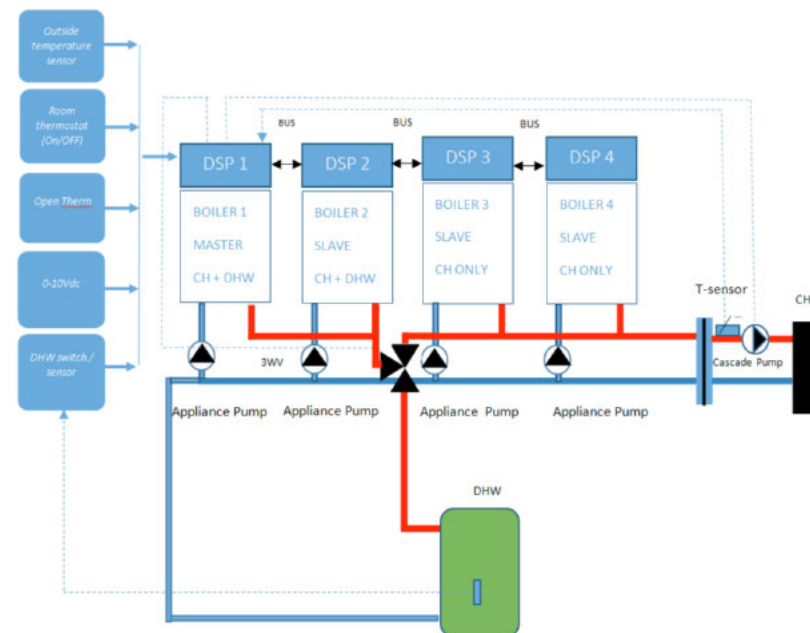 Outside
temperature
sensor
Room
thermostat
(On/OFF)
Open Therm
0-10Vdc
DHW switch /
sensor
BUS
BUS
BUS
DSP 1
DSP 2
DSP 3
DSP 4
BOILER 1
MASTER
CH + DHW
BOILER 2
SLAVE
CH + DHW
BOILER 3
SLAVE
CH ONLY
BOILER 4
SLAVE
CH ONLY
T-sensor
CH
3WV
Cascade Pump
Appliance Pump
Appliance Pump
Appliance Pump
Appliance Pump
DHW